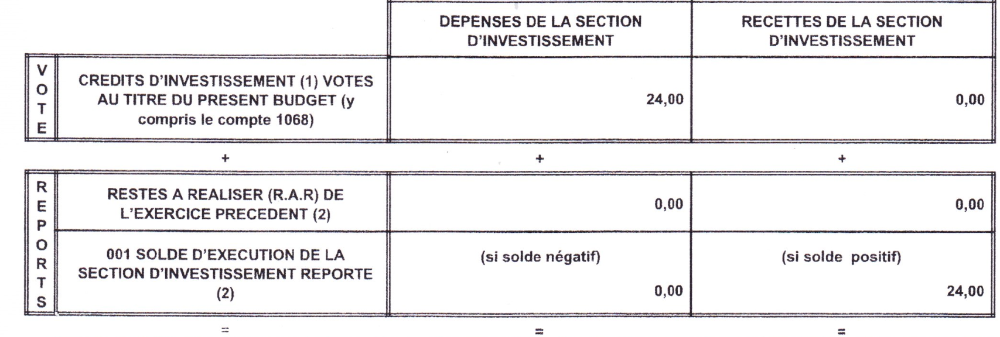 DEPENSES DE LA SECTION
D'INVESTISSEMENT
RECETTES DE LA SECTION
D'INVESTISSEMENT
VOTE
CREDITS D'INVESTISSEMENT (1) VOTES
AU TITRE DU PRESENT BUDGET (y
compris le compte 1068)
24,00
0,00
+ + +
REPORTS
RESTES A REALISER (R.A.R) DE
L'EXERCICE PRECEDENT (2)
0,00
0,00
001 SOLDE D'EXECUTION DE LA
SECTION D'INVESTISSEMENT REPORTE
(2)
(si solde négatif)
0,00
(si solde positif)
24,00
= = =